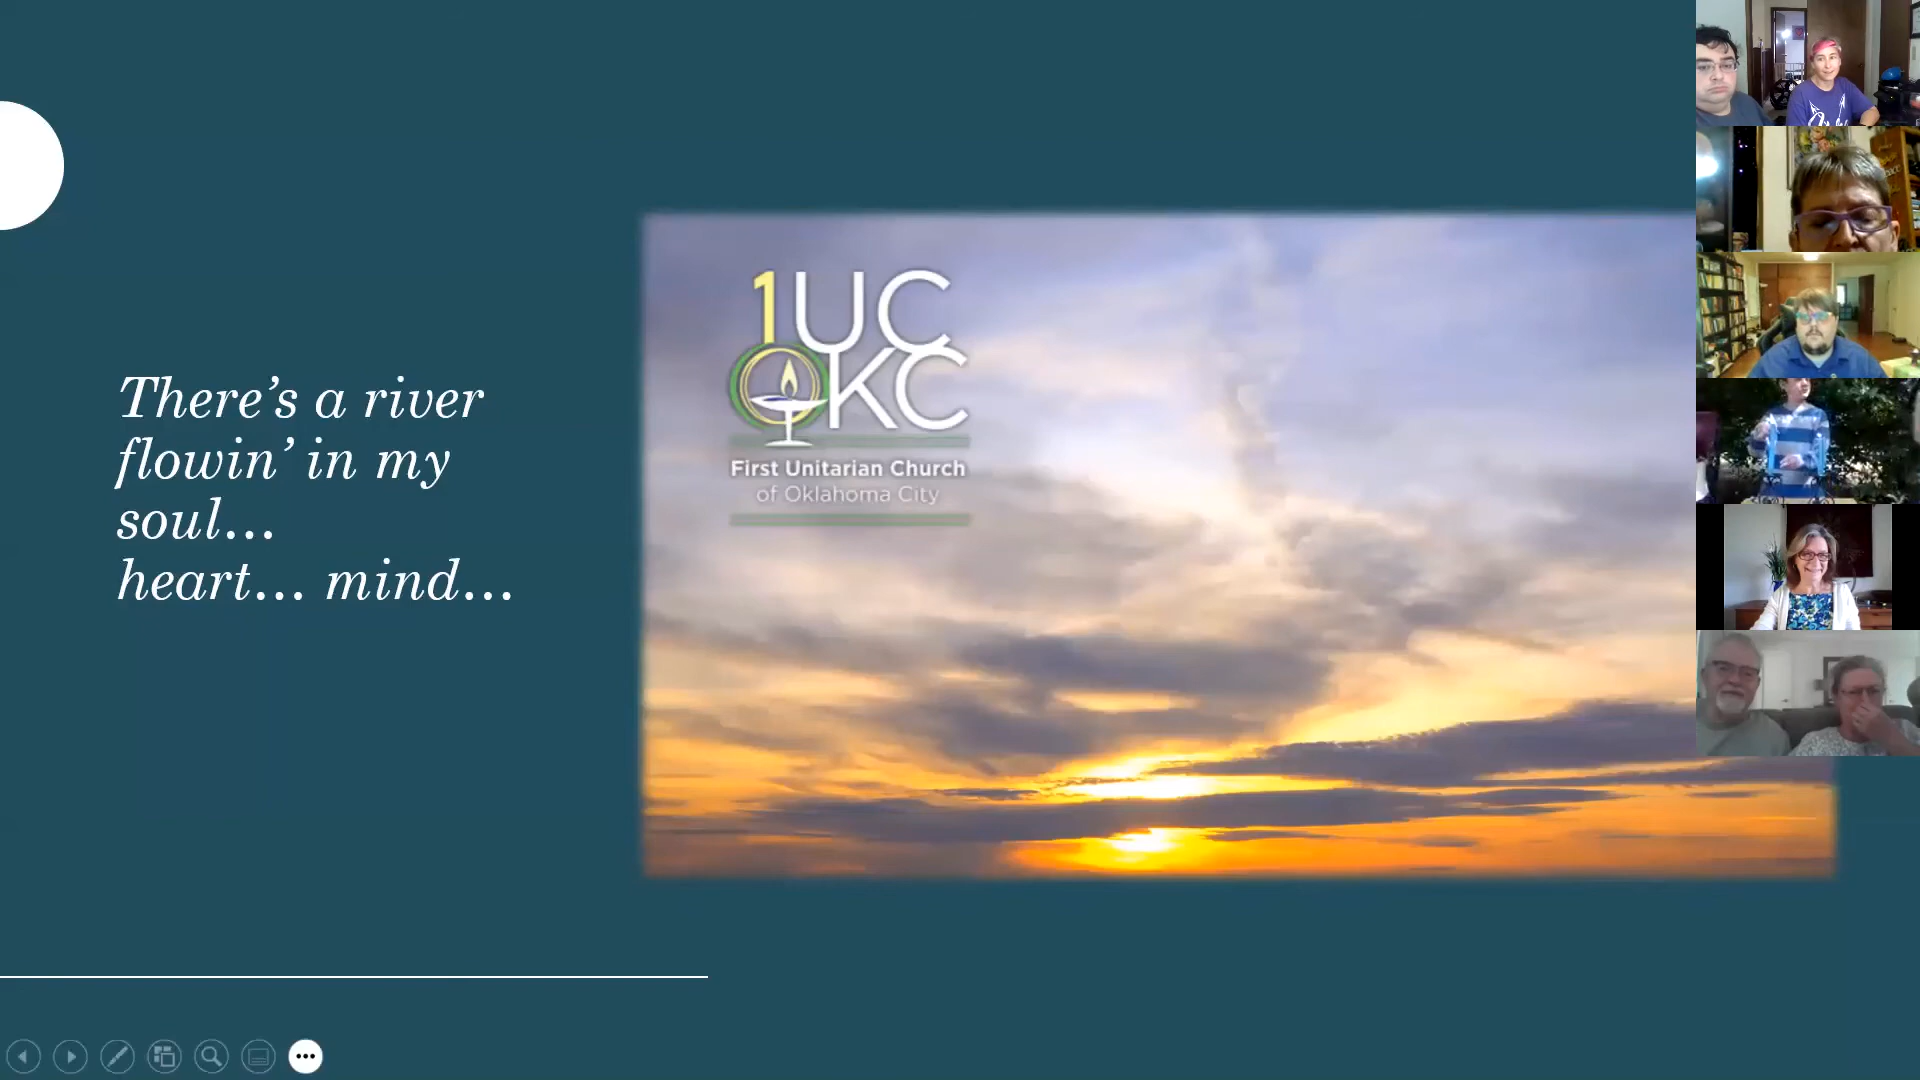 There’s a river
flowin’ in my
soul…
heart… mind…
1UC
OKC
First Unitarian Church
of Oklahoma City